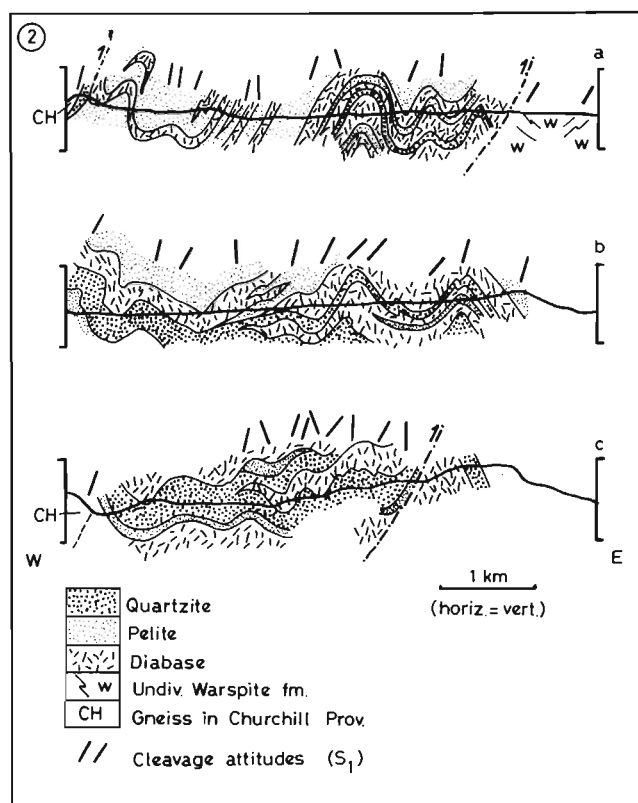 2
a
CH
W
W
W
b
c
CH
W
E
1 km
(horiz. = vert.)
Quartzite
Pelite
Diabase
W Undiv. Warspite fm.
CH Gneiss in Churchill Prov.
Cleavage attitudes (S1)